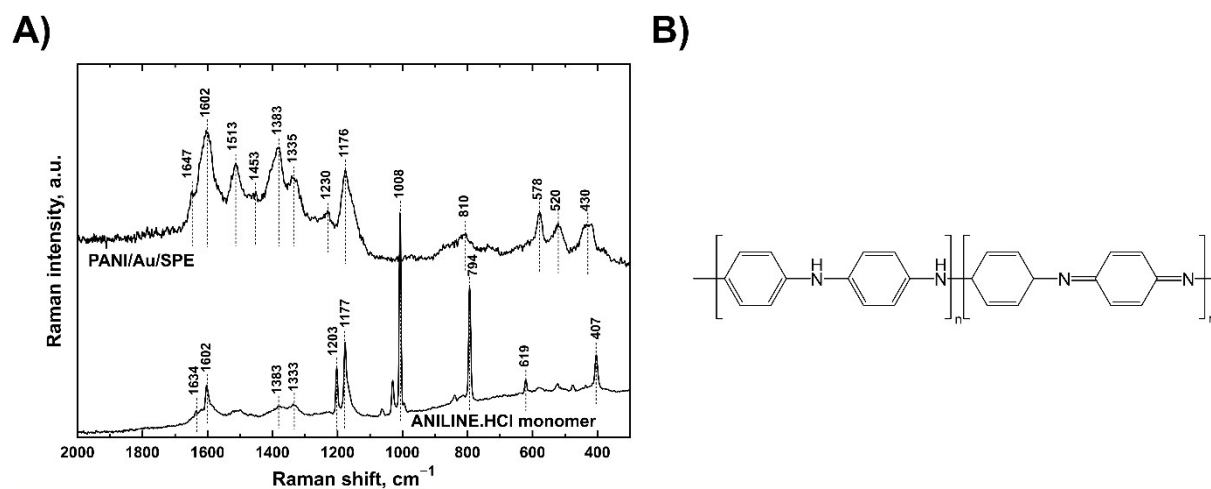 A)
B)
1647
1602
1513
1453
1383
1335
1230
1176
1008
810
578
520
430
PANI/Au/SPE
1634
1602
1383
1333
1203
1177
794
619
407
ANILINE.HCl monomer
Raman intensity, a.u.
2000 1800 1600 1400 1200 1000 800 600 400
Raman shift, cm⁻¹
H H
N N N N
n